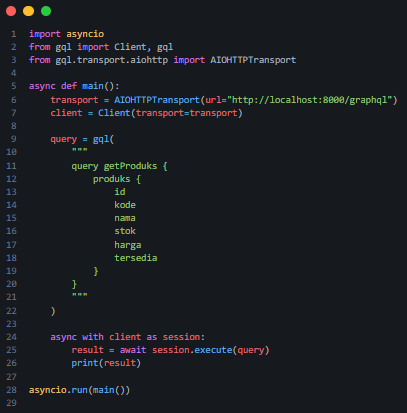 1 import asyncio
2 from gql import Client, gql
3 from gql.transport.aiohttp import AIOHTTPTransport
4
5 async def main():
6     transport = AIOHTTPTransport(url="http://localhost:8000/graphql")
7     client = Client(transport=transport)
8
9     query = gql(
10         """
11         query getProduks {
12             produks {
13                 id
14                 kode
15                 nama
16                 stok
17                 harga
18                 tersedia
19             }
20         }
21         """
22     )
23
24     async with client as session:
25         result = await session.execute(query)
26         print(result)
27
28 asyncio.run(main())
29